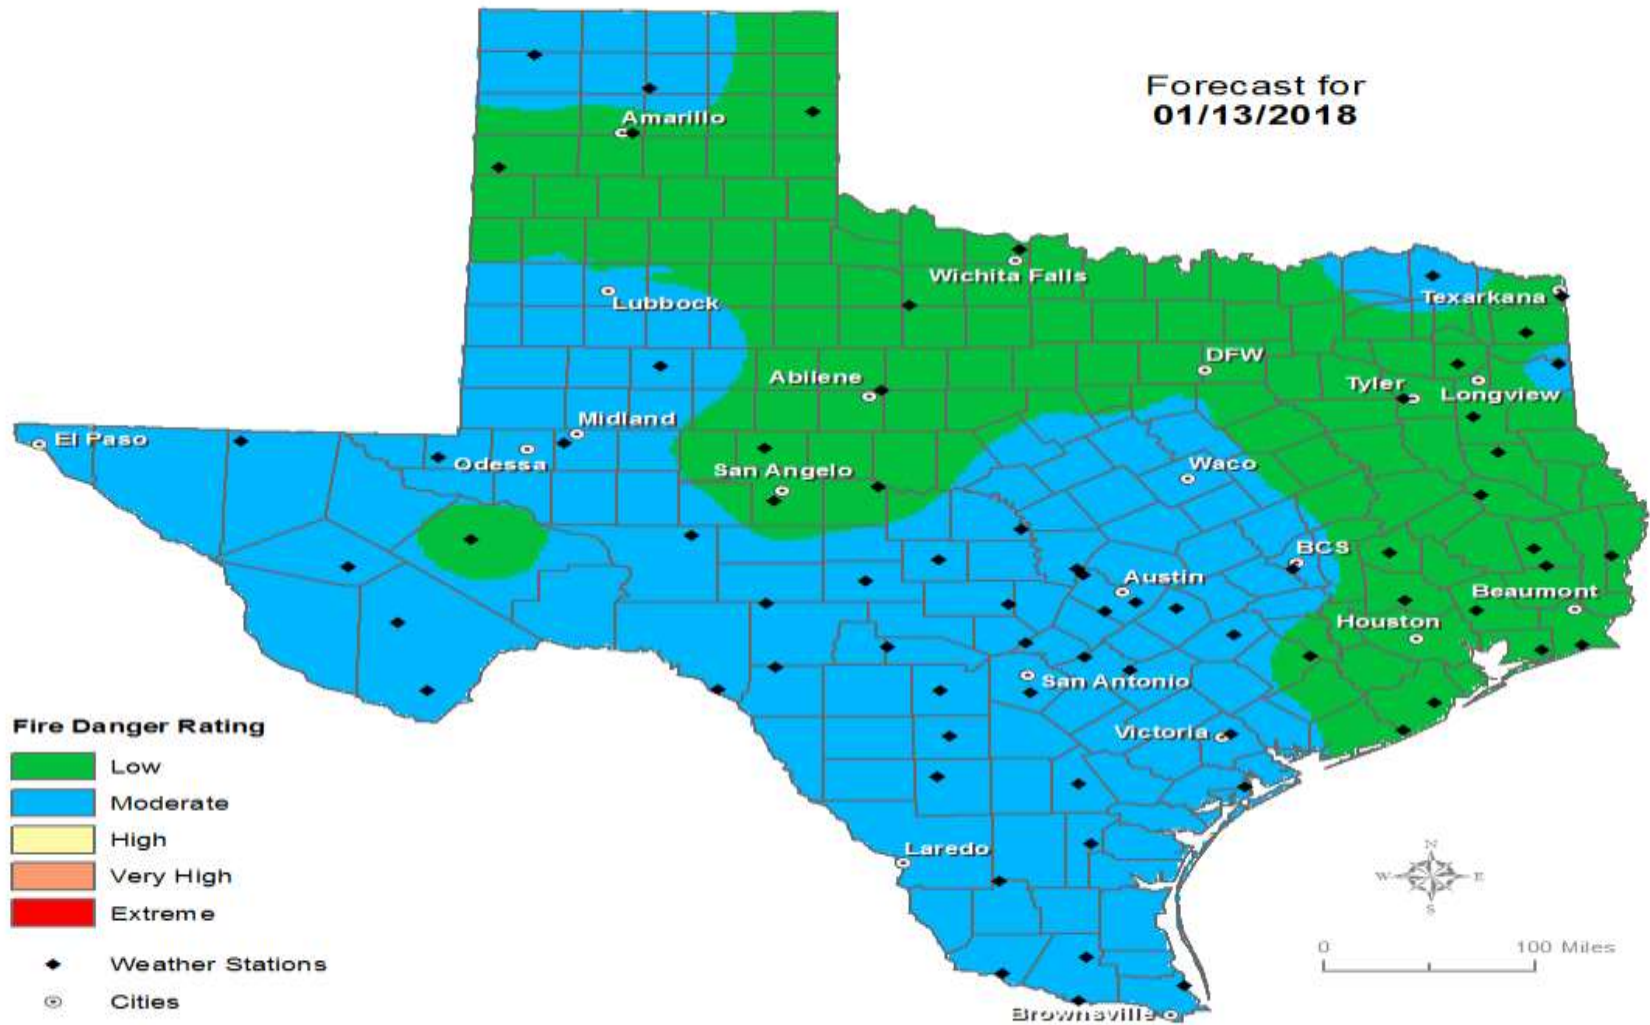 Forecast for
01/13/2018
Amarillo
Wichita Falls
Lubbock
Texarkana
DFW
Abilene
Tyler
Longview
Midland
El Paso
Odessa
San Angelo
Waco
BCS
Austin
Beaumont
Houston
San Antonio
Victoria
Laredo
Brownsville
Fire Danger Rating
Low
Moderate
High
Very High
Extreme
Weather Stations
Cities
N
W E
S
0 100 Miles